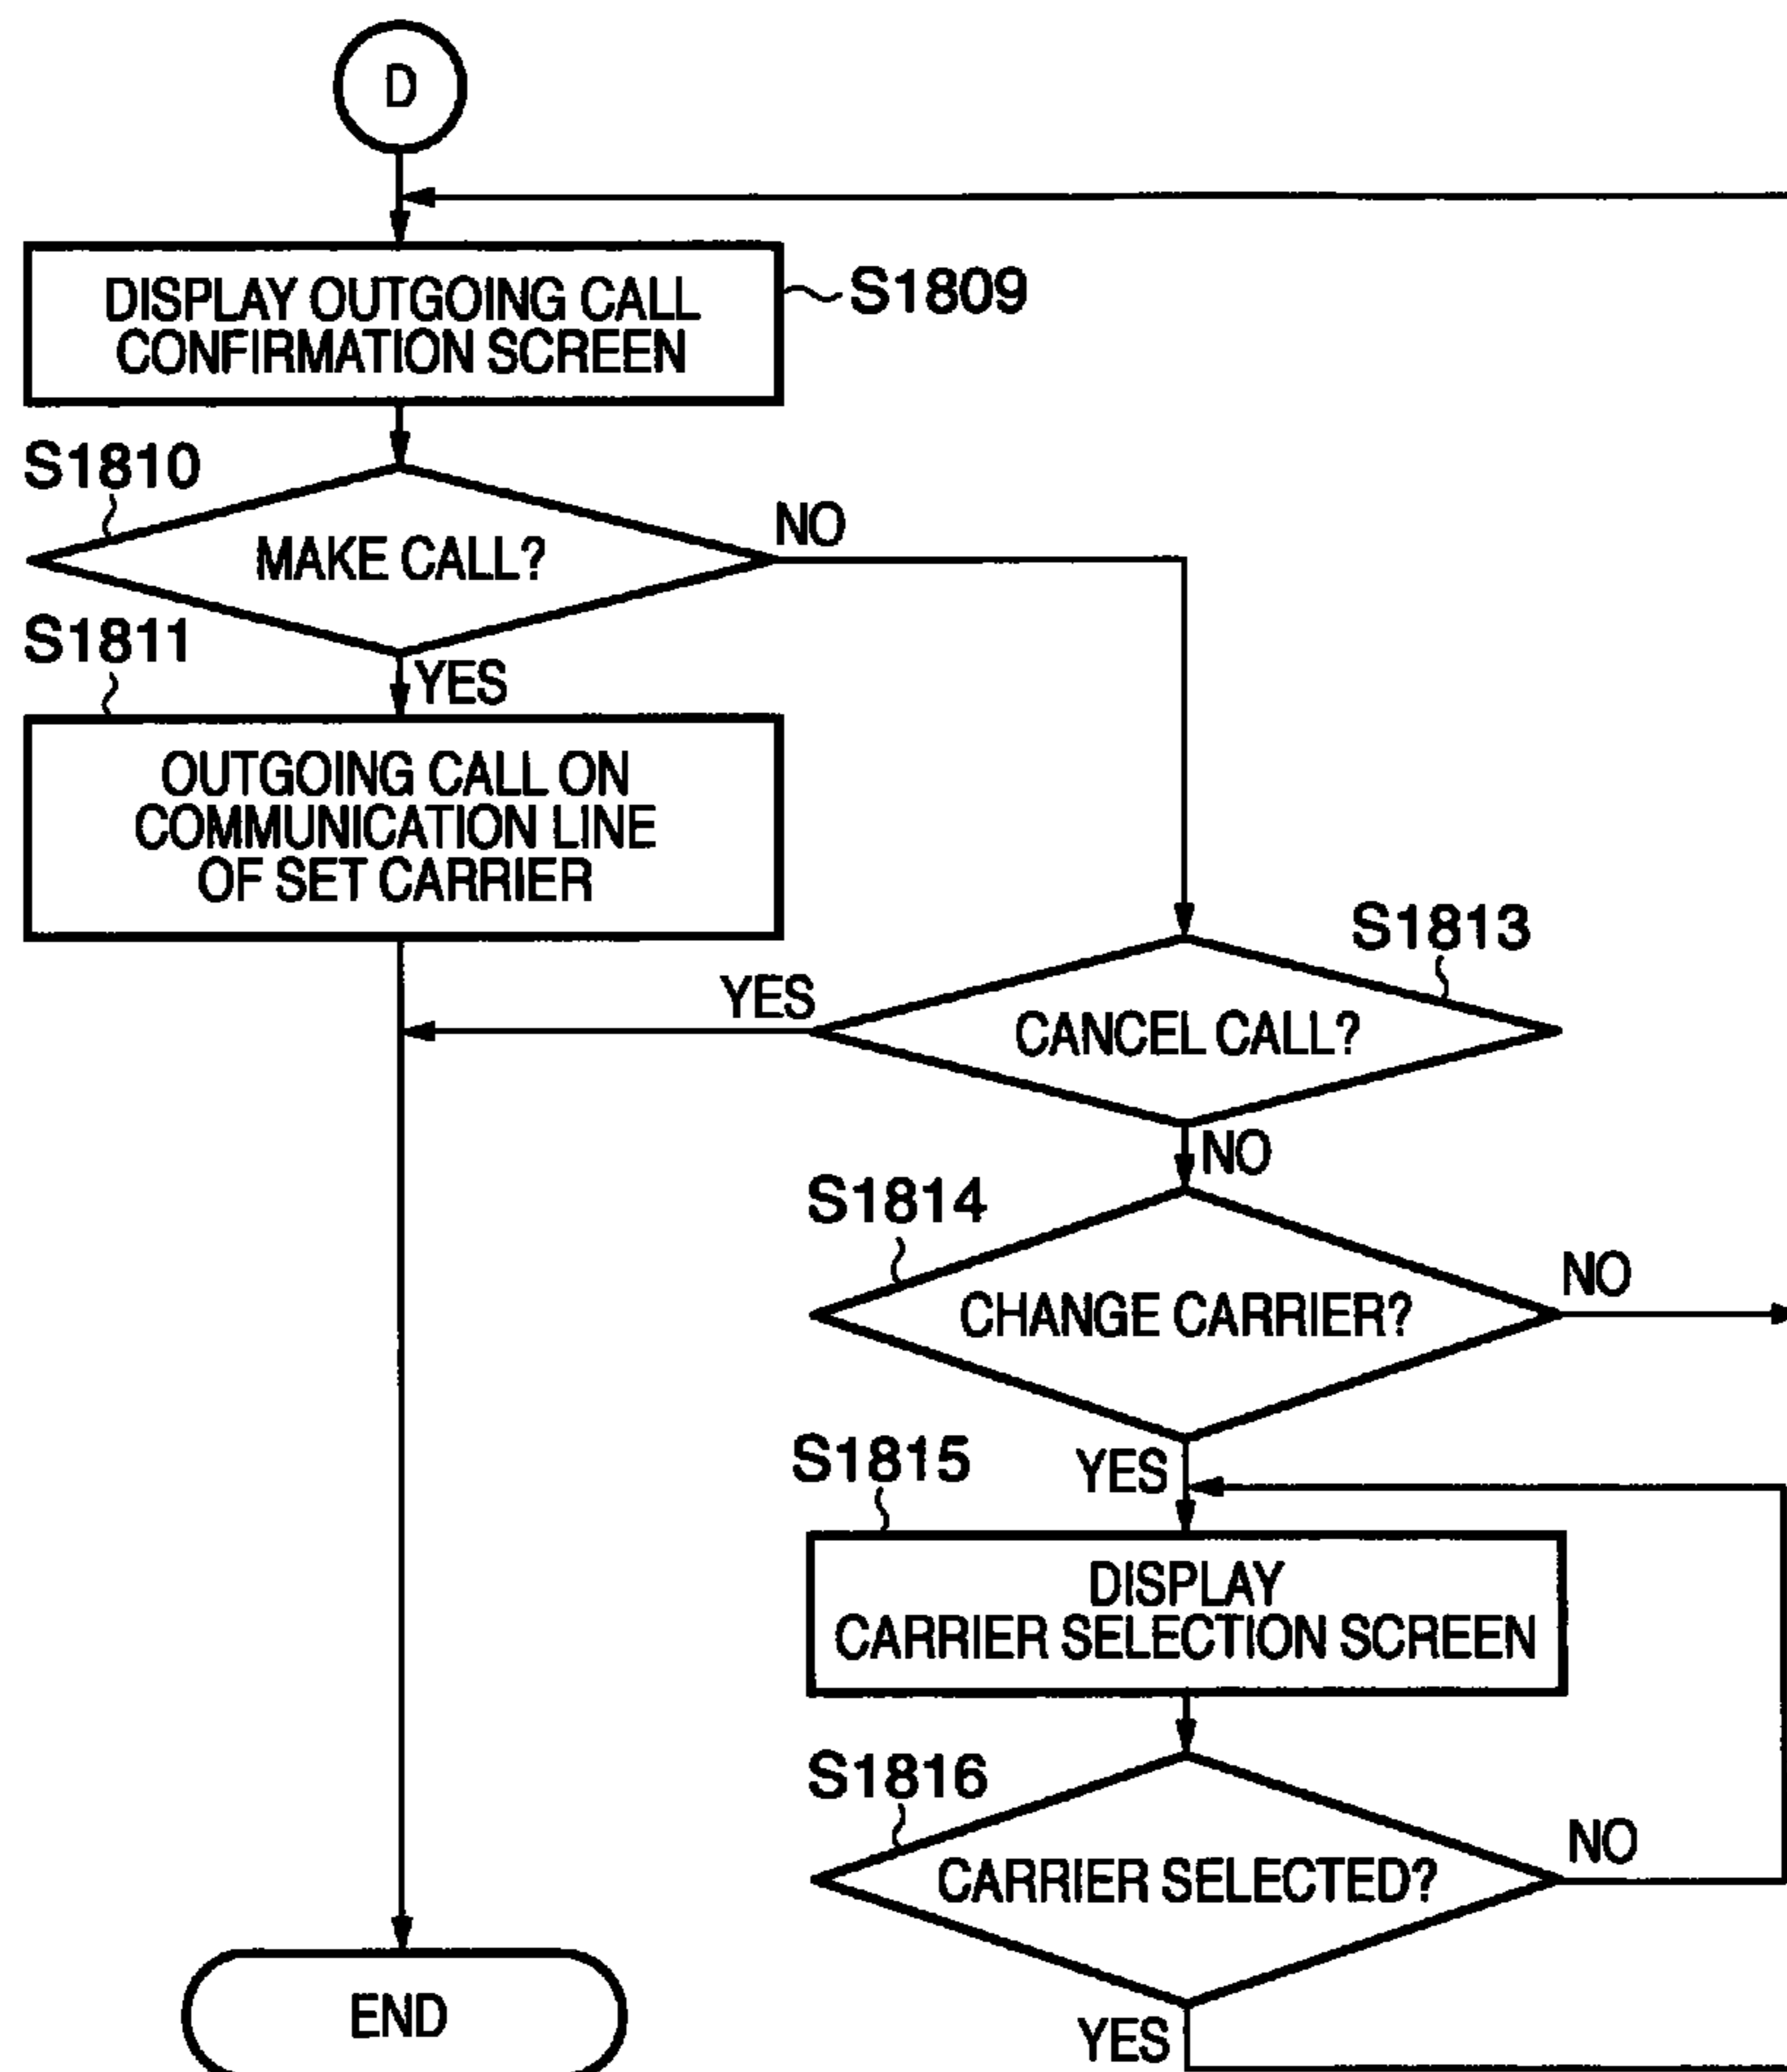 D
DISPLAY OUTGOING CALL
CONFIRMATION SCREEN
S1809
S1810
MAKE CALL?
NO
S1811
YES
OUTGOING CALL ON
COMMUNICATION LINE
OF SET CARRIER
S1813
YES
CANCEL CALL?
NO
S1814
CHANGE CARRIER?
NO
S1815
YES
DISPLAY
CARRIER SELECTION SCREEN
S1816
CARRIER SELECTED?
NO
END
YES